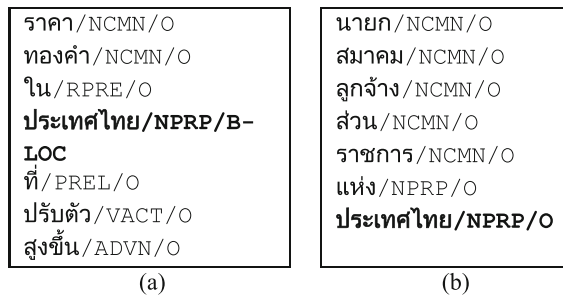 ราคา/NCMN/O
ทองคำ/NCMN/O
ใน/RPRE/O
ประเทศไทย/NPRP/B-
LOC
ที่/PREL/O
ปรับตัว/VACT/O
สูงขึ้น/ADVN/O
(a)
นายก/NCMN/O
สมาคม/NCMN/O
ลูกจ้าง/NCMN/O
ส่วน/NCMN/O
ราชการ/NCMN/O
แห่ง/NPRP/O
ประเทศไทย/NPRP/O
(b)